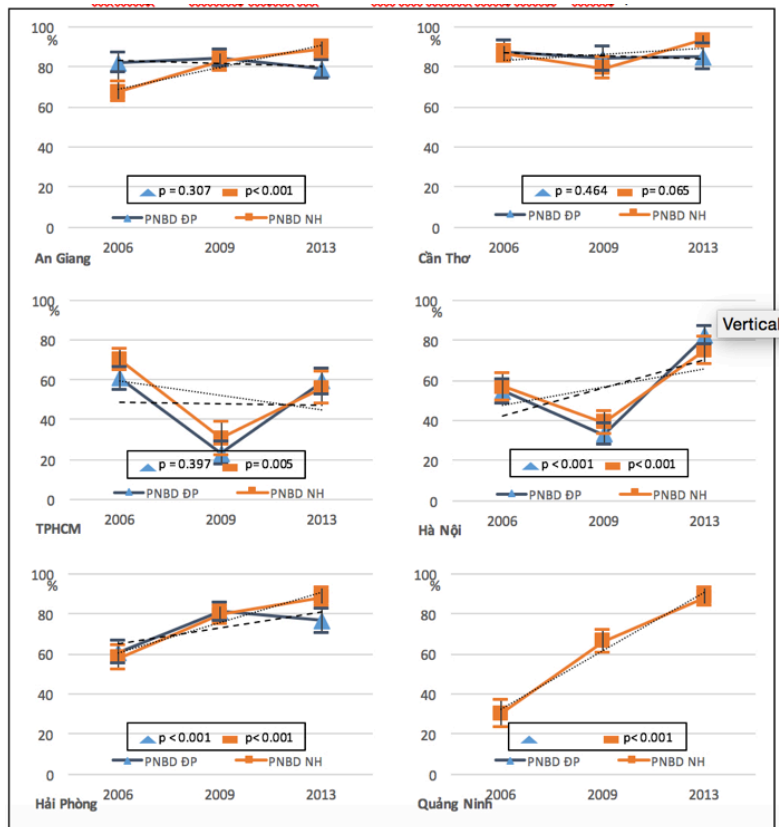 100
%
80
60
40
20
0
p = 0.307 p< 0.001
PNBD ĐP PNBD NH
2006 2009 2013
An Giang
100
%
80
60
40
20
0
p = 0.464 p= 0.065
PNBD ĐP PNBD NH
2006 2009 2013
Cần Thơ
100
%
80
60
40
20
0
p = 0.397 p= 0.005
PNBD ĐP PNBD NH
2006 2009 2013
TPHCM
100
%
80
60
40
20
0
Vertical
p < 0.001 p< 0.001
PNBD ĐP PNBD NH
2006 2009 2013
Hà Nội
100
%
80
60
40
20
0
p < 0.001 p< 0.001
PNBD ĐP PNBD NH
2006 2009 2013
Hải Phòng
100
%
80
60
40
20
0
p< 0.001
PNBD ĐP PNBD NH
2006 2009 2013
Quảng Ninh